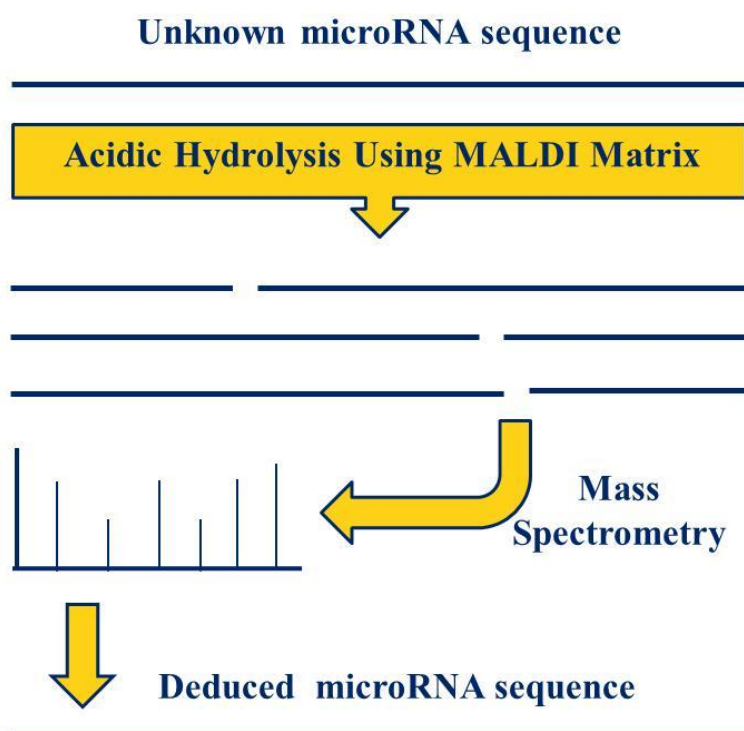 Unknown microRNA sequence
Acidic Hydrolysis Using MALDI Matrix
Mass
Spectrometry
Deduced microRNA sequence